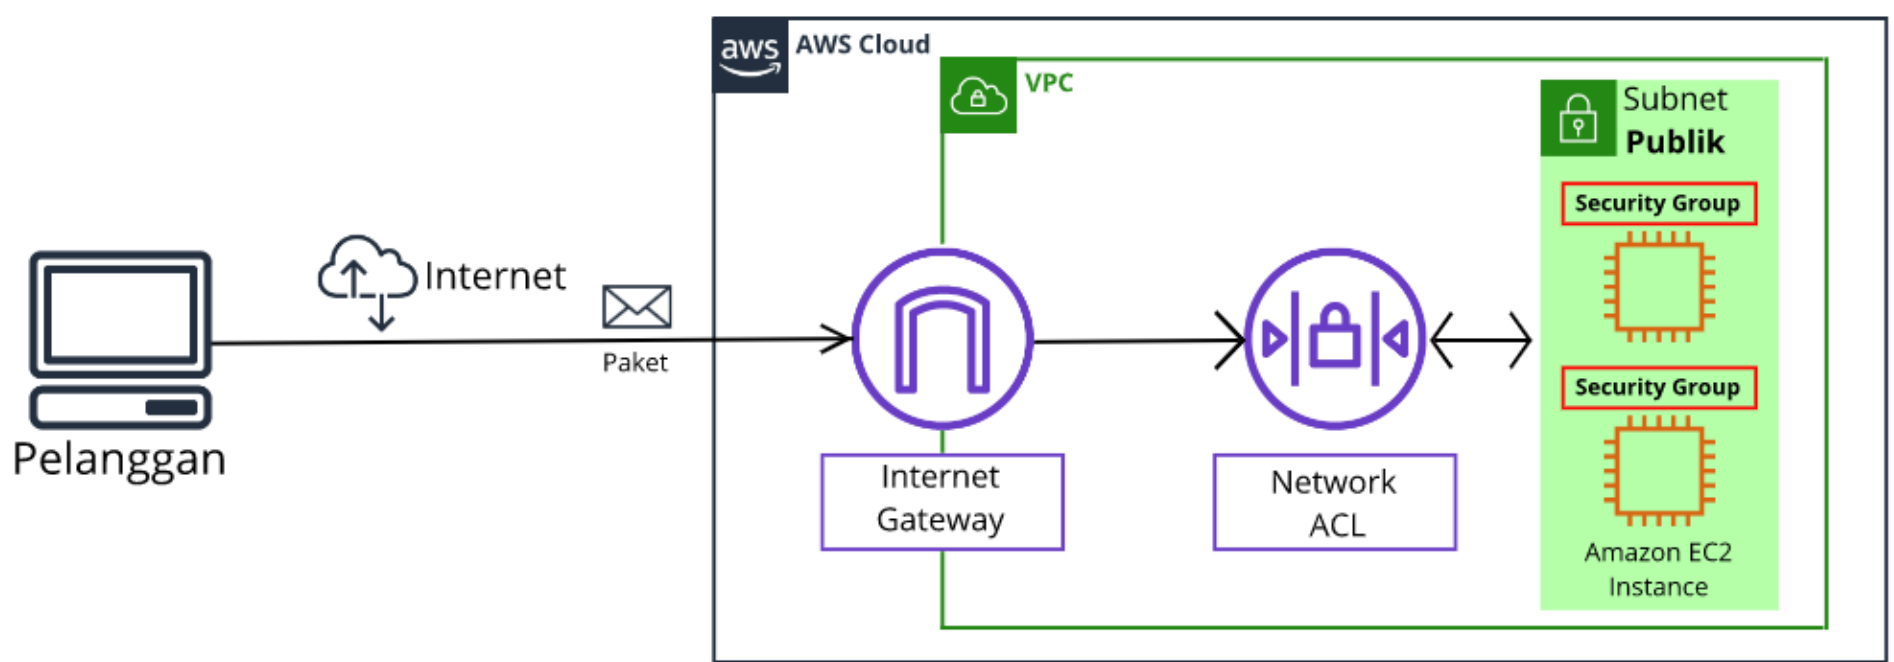 aws
AWS Cloud
VPC
Subnet
Publik
Security Group
Internet
Paket
Security Group
Pelanggan
Internet
Gateway
Network
ACL
Amazon EC2
Instance